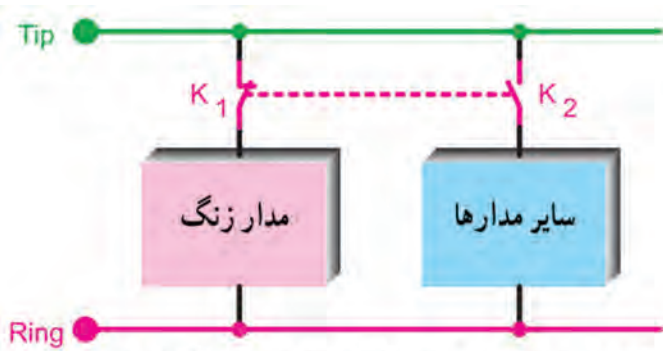 Tip
K1
K2
مدار زنگ
سایر مدارها
Ring